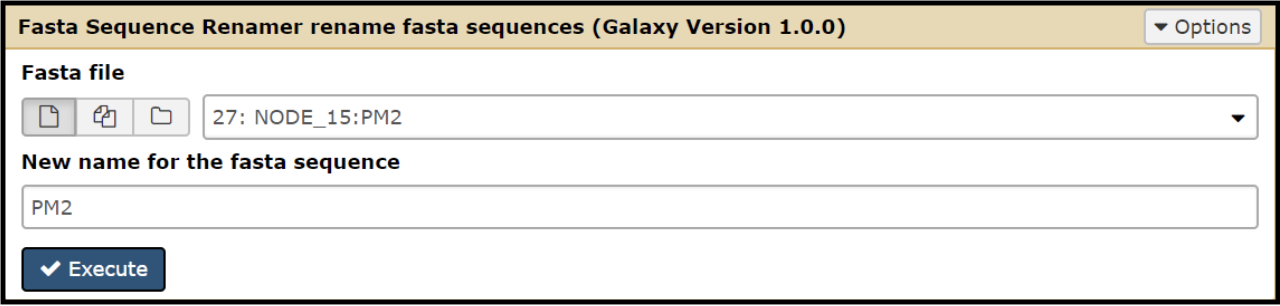 Fasta Sequence Renamer rename fasta sequences (Galaxy Version 1.0.0) Options
Fasta file
27: NODE_15:PM2
New name for the fasta sequence
PM2
Execute